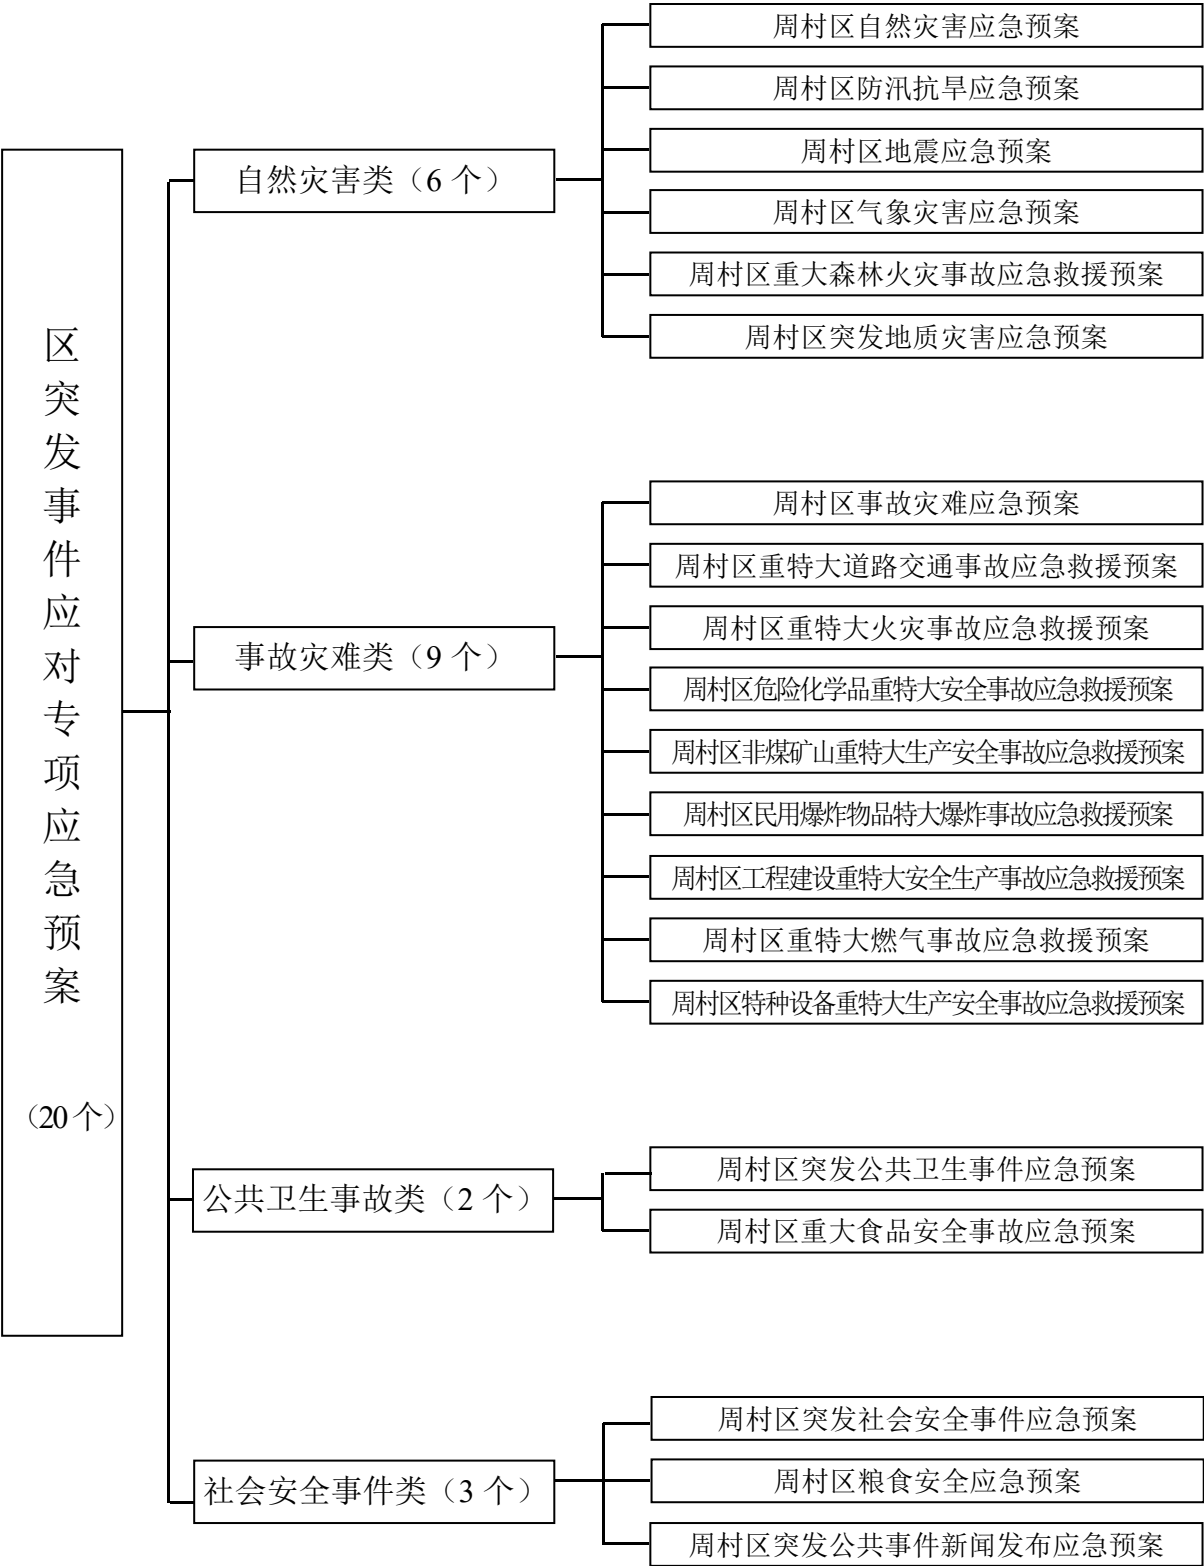 区突发事件应对专项应急预案
（20个）
自然灾害类（6 个）
周村区自然灾害应急预案
周村区防汛抗旱应急预案
周村区地震应急预案
周村区气象灾害应急预案
周村区重大森林火灾事故应急救援预案
周村区突发地质灾害应急预案
事故灾难类（9 个）
周村区事故灾难应急预案
周村区重特大道路交通事故应急救援预案
周村区重特大火灾事故应急救援预案
周村区危险化学品重特大安全事故应急救援预案
周村区非煤矿山重特大生产安全事故应急救援预案
周村区民用爆炸物品特大爆炸事故应急救援预案
周村区工程建设重特大安全生产事故应急救援预案
周村区重特大燃气事故应急救援预案
周村区特种设备重特大生产安全事故应急救援预案
公共卫生事故类（2 个）
周村区突发公共卫生事件应急预案
周村区重大食品安全事故应急预案
社会安全事件类（3 个）
周村区突发社会安全事件应急预案
周村区粮食安全应急预案
周村区突发公共事件新闻发布应急预案